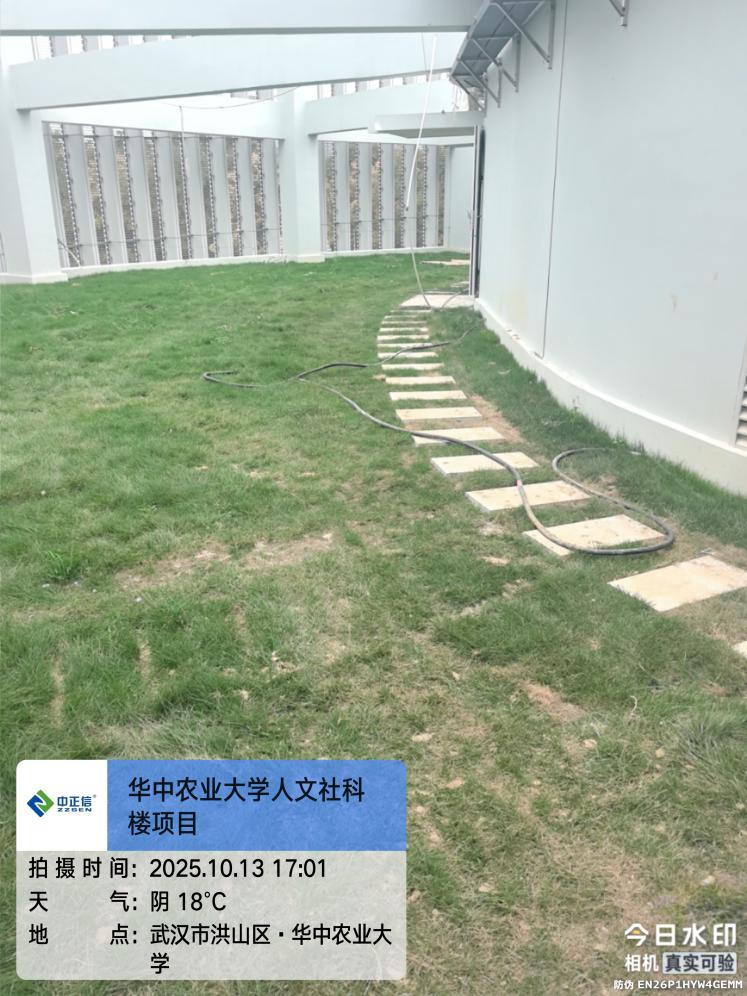 中正信
ZZSEN
华中农业大学人文社科
楼项目
拍摄时间: 2025.10.13 17:01
天气: 阴 18°C
地点: 武汉市洪山区·华中农业大
学
今日水印
相机 真实可验
防伪 EN26P1HYW4GEMM